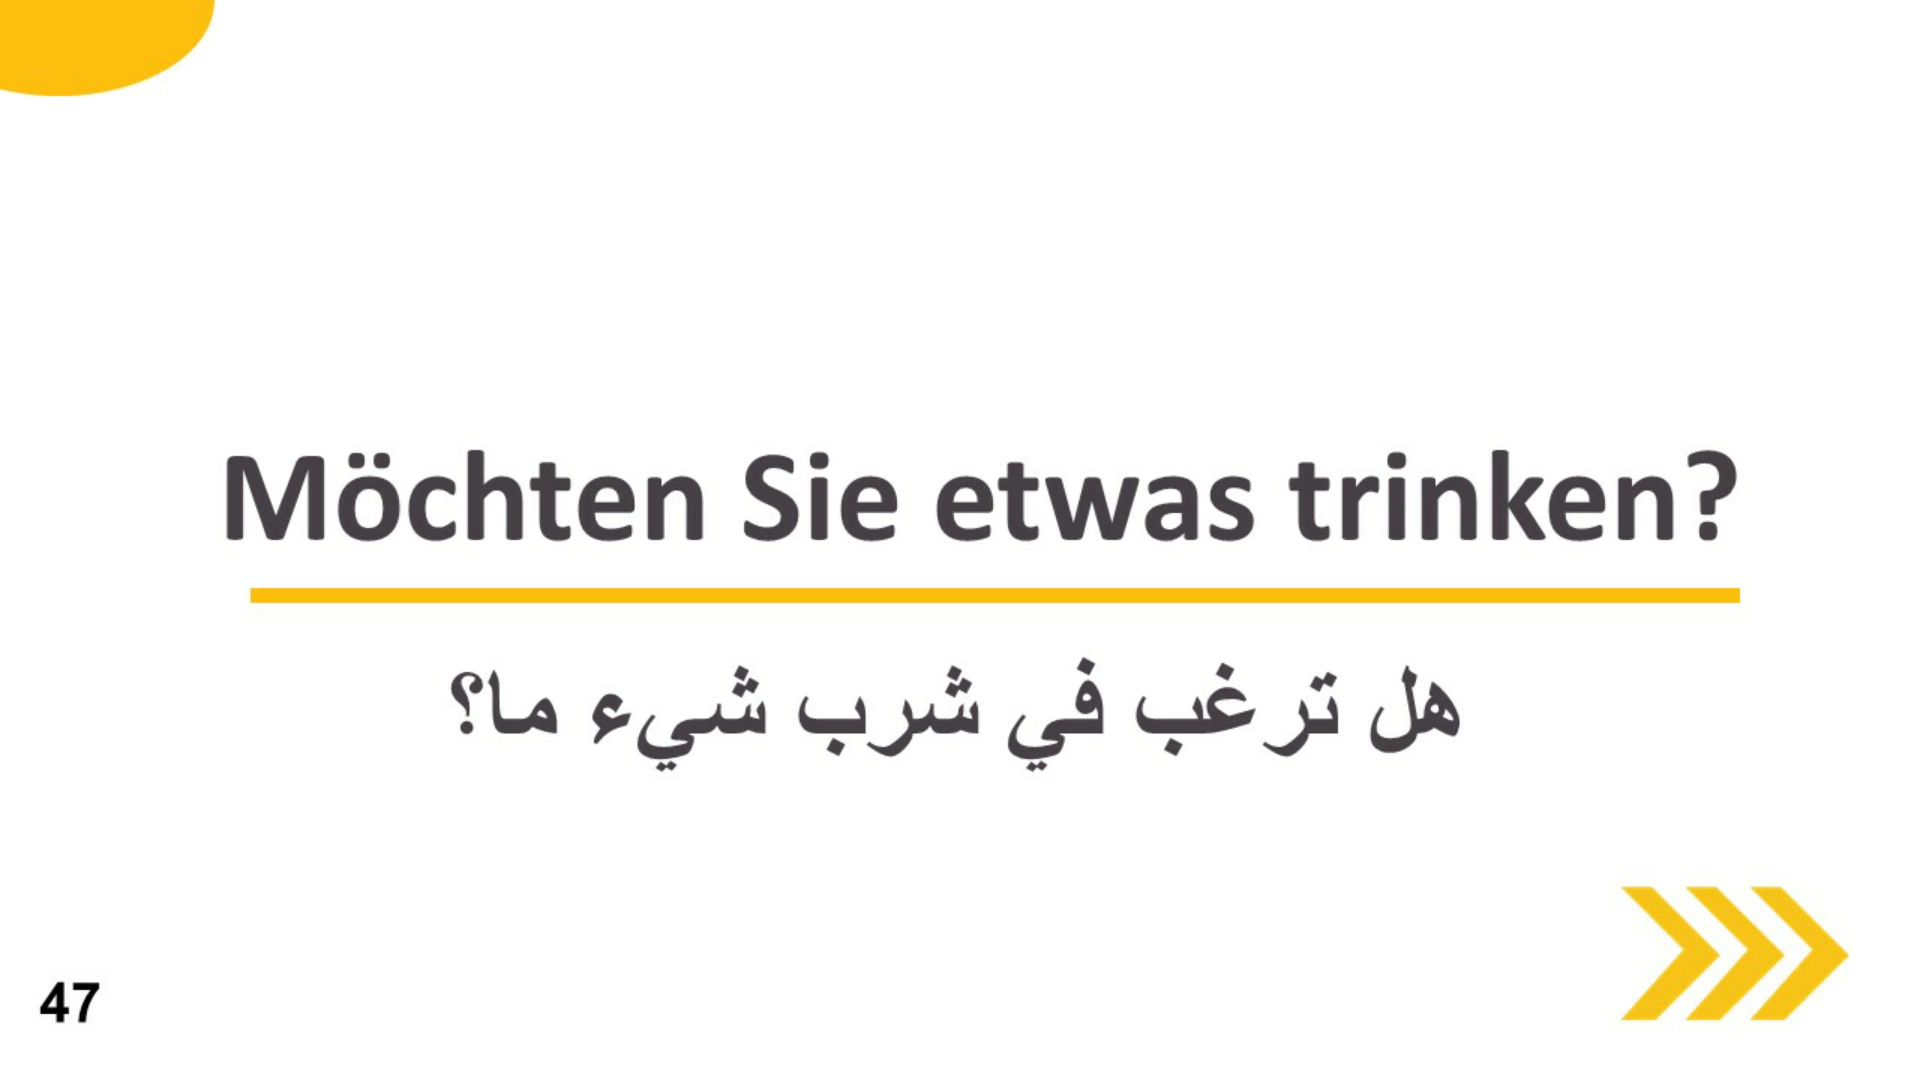 Möchten Sie etwas trinken?
هل ترغب في شرب شيء ما؟
47